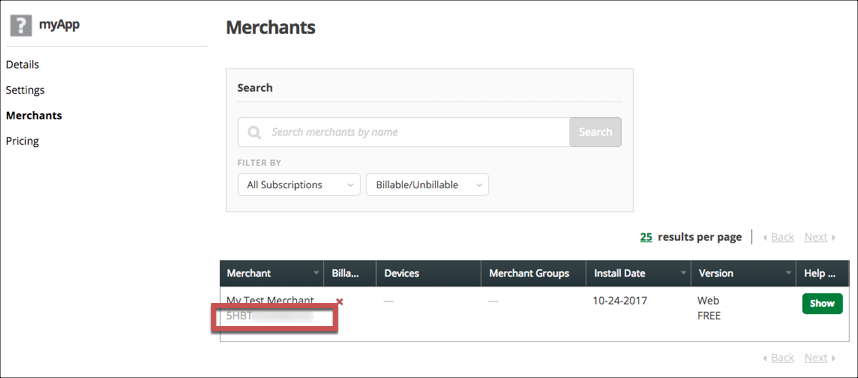 ?
myApp
Details
Settings
Merchants
Pricing
Merchants
Search
Search merchants by name
Search
FILTER BY
All Subscriptions
Billable/Unbillable
25 results per page
Back Next
Merchant Billa... Devices Merchant Groups Install Date Version Help ...
My Test Merchant × — — 10-24-2017 Web Show
5HBT FREE
Back Next